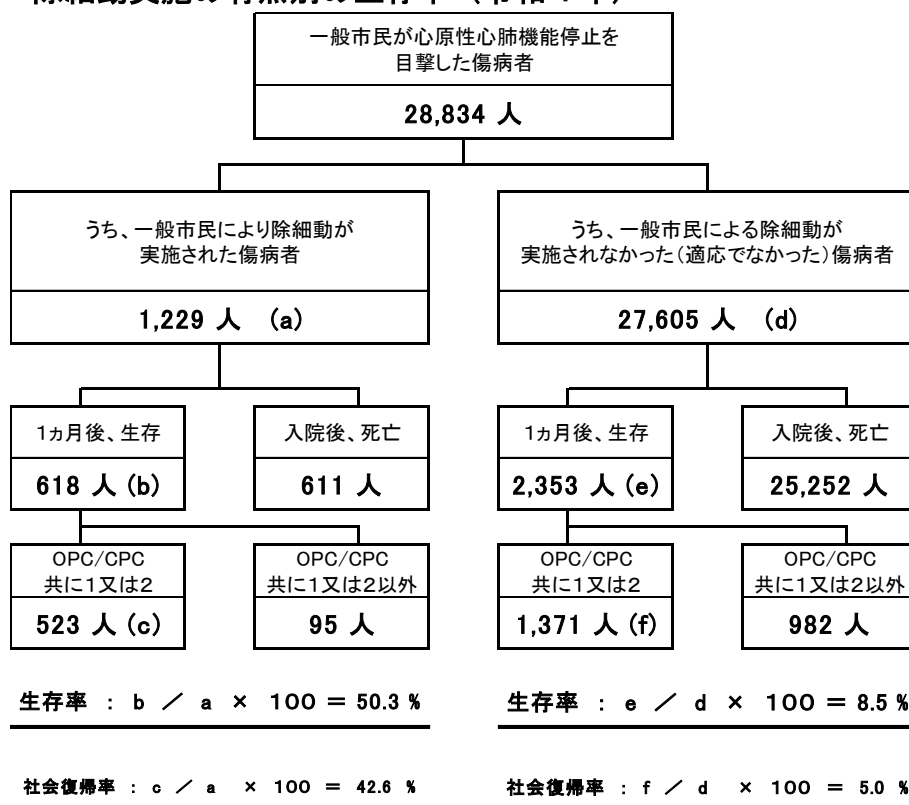 一般市民が心原性心肺機能停止を
目撃した傷病者
28,834 人
うち、一般市民により除細動が
実施された傷病者
1,229 人 (a)
うち、一般市民による除細動が
実施されなかった（適応でなかった）傷病者
27,605 人 (d)
1ヵ月後、生存
618 人 (b)
入院後、死亡
611 人
1ヵ月後、生存
2,353 人 (e)
入院後、死亡
25,252 人
OPC/CPC
共に1又は2
523 人 (c)
OPC/CPC
共に1又は2以外
95 人
OPC/CPC
共に1又は2
1,371 人 (f)
OPC/CPC
共に1又は2以外
982 人
生存率 : b ／ a × 100 ＝ 50.3 %
生存率 : e ／ d × 100 ＝ 8.5 %
社会復帰率 : c ／ a × 100 = 42.6 %
社会復帰率 : f ／ d × 100 = 5.0 %